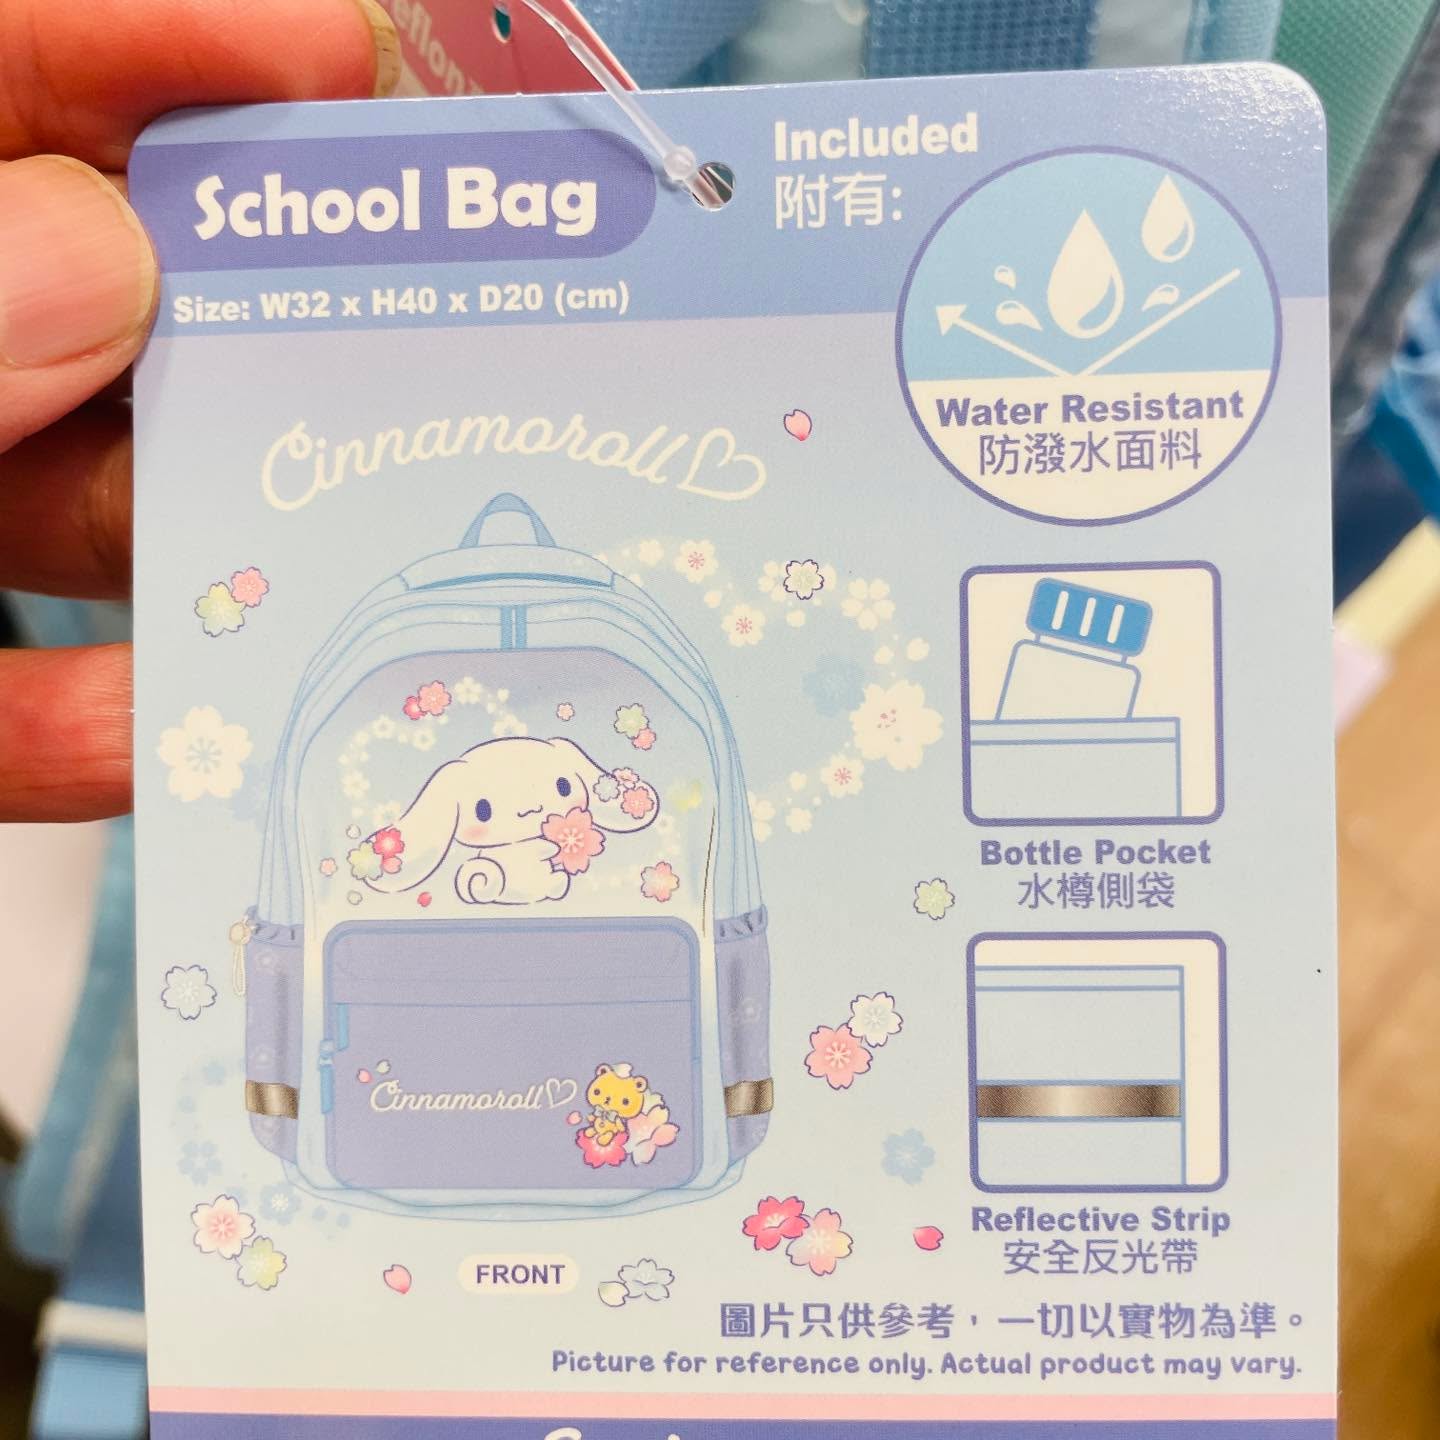 School Bag
Size: W32 x H40 x D20 (cm)
Included
附有:
Water Resistant
防潑水面料
Cinnamoroll
Bottle Pocket
水樽側袋
Cinnamoroll
Reflective Strip
安全反光帶
FRONT
圖片只供參考，一切以實物為準。
Picture for reference only. Actual product may vary.